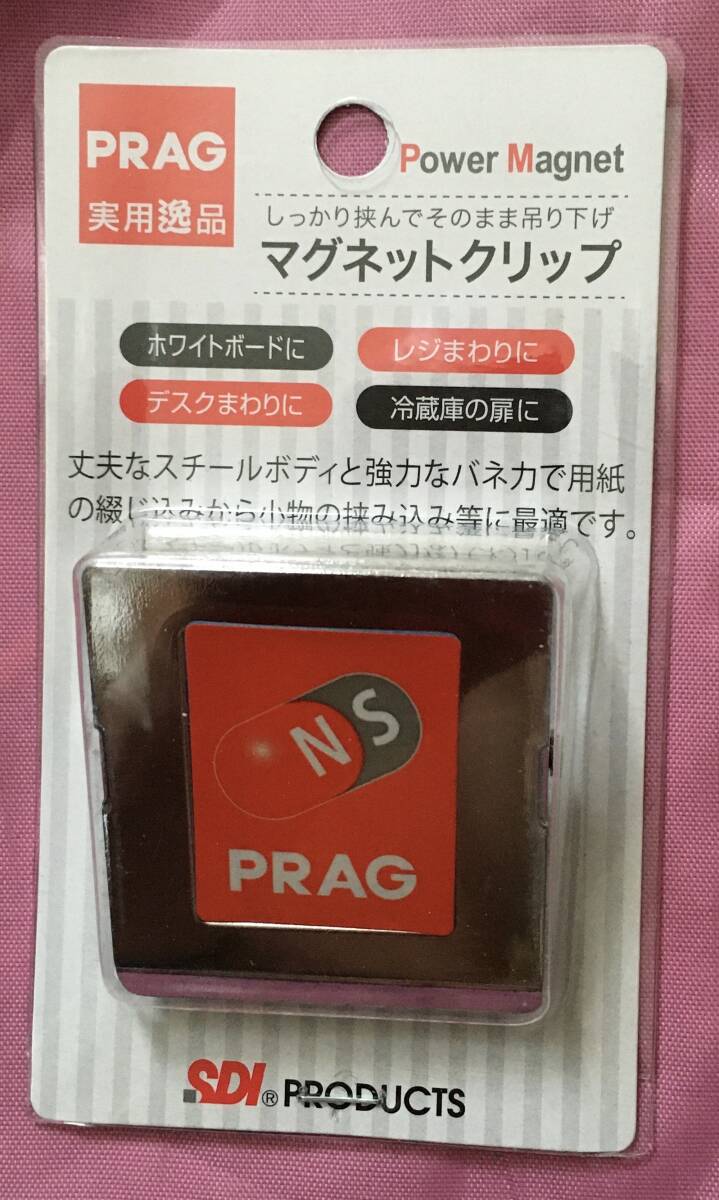 PRAG
実用逸品
Power Magnet
しっかり挟んでそのまま吊り下げ
マグネットクリップ
ホワイトボードに
レジまわりに
デスクまわりに
冷蔵庫の扉に
丈夫なスチールボディと強力なバネ力で用紙
の綴じ込みから小物の挟み込み等に最適です。
NS
PRAG
SDI® PRODUCTS